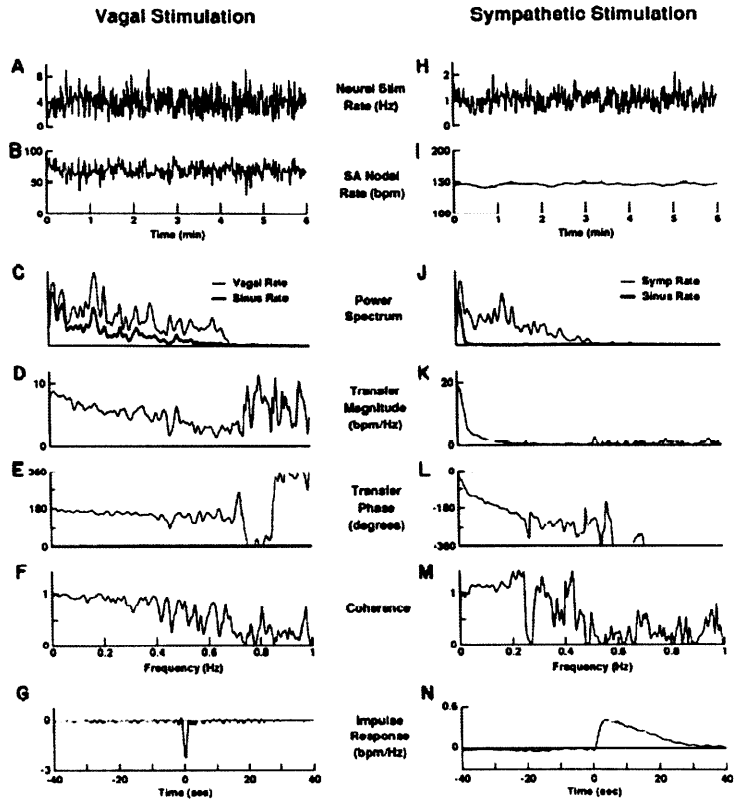 Vagal Stimulation
Sympathetic Stimulation
A
8
4
0
Neural Stim
Rate (Hz)
H
2
1
0
B
100
50
0
0 1 2 3 4 5 6
Time (min)
SA Nodal
Rate (bpm)
I
200
150
100
0 1 2 3 4 5 6
Time (min)
C
Vagal Rate
Sinus Rate
Power
Spectrum
J
Symp Rate
Sinus Rate
D
10
0
Transfer
Magnitude
(bpm/Hz)
K
20
0
E
360
180
0
Transfer
Phase
(degrees)
L
0
-180
-360
F
1
0
0 0.2 0.4 0.6 0.8 1
Frequency (Hz)
Coherence
M
1
0
0 0.2 0.4 0.6 0.8 1
Frequency (Hz)
G
0
-3
-40 -20 0 20 40
Time (sec)
Impulse
Response
(bpm/Hz)
N
0.6
0
-40 -20 0 20 40
Time (sec)